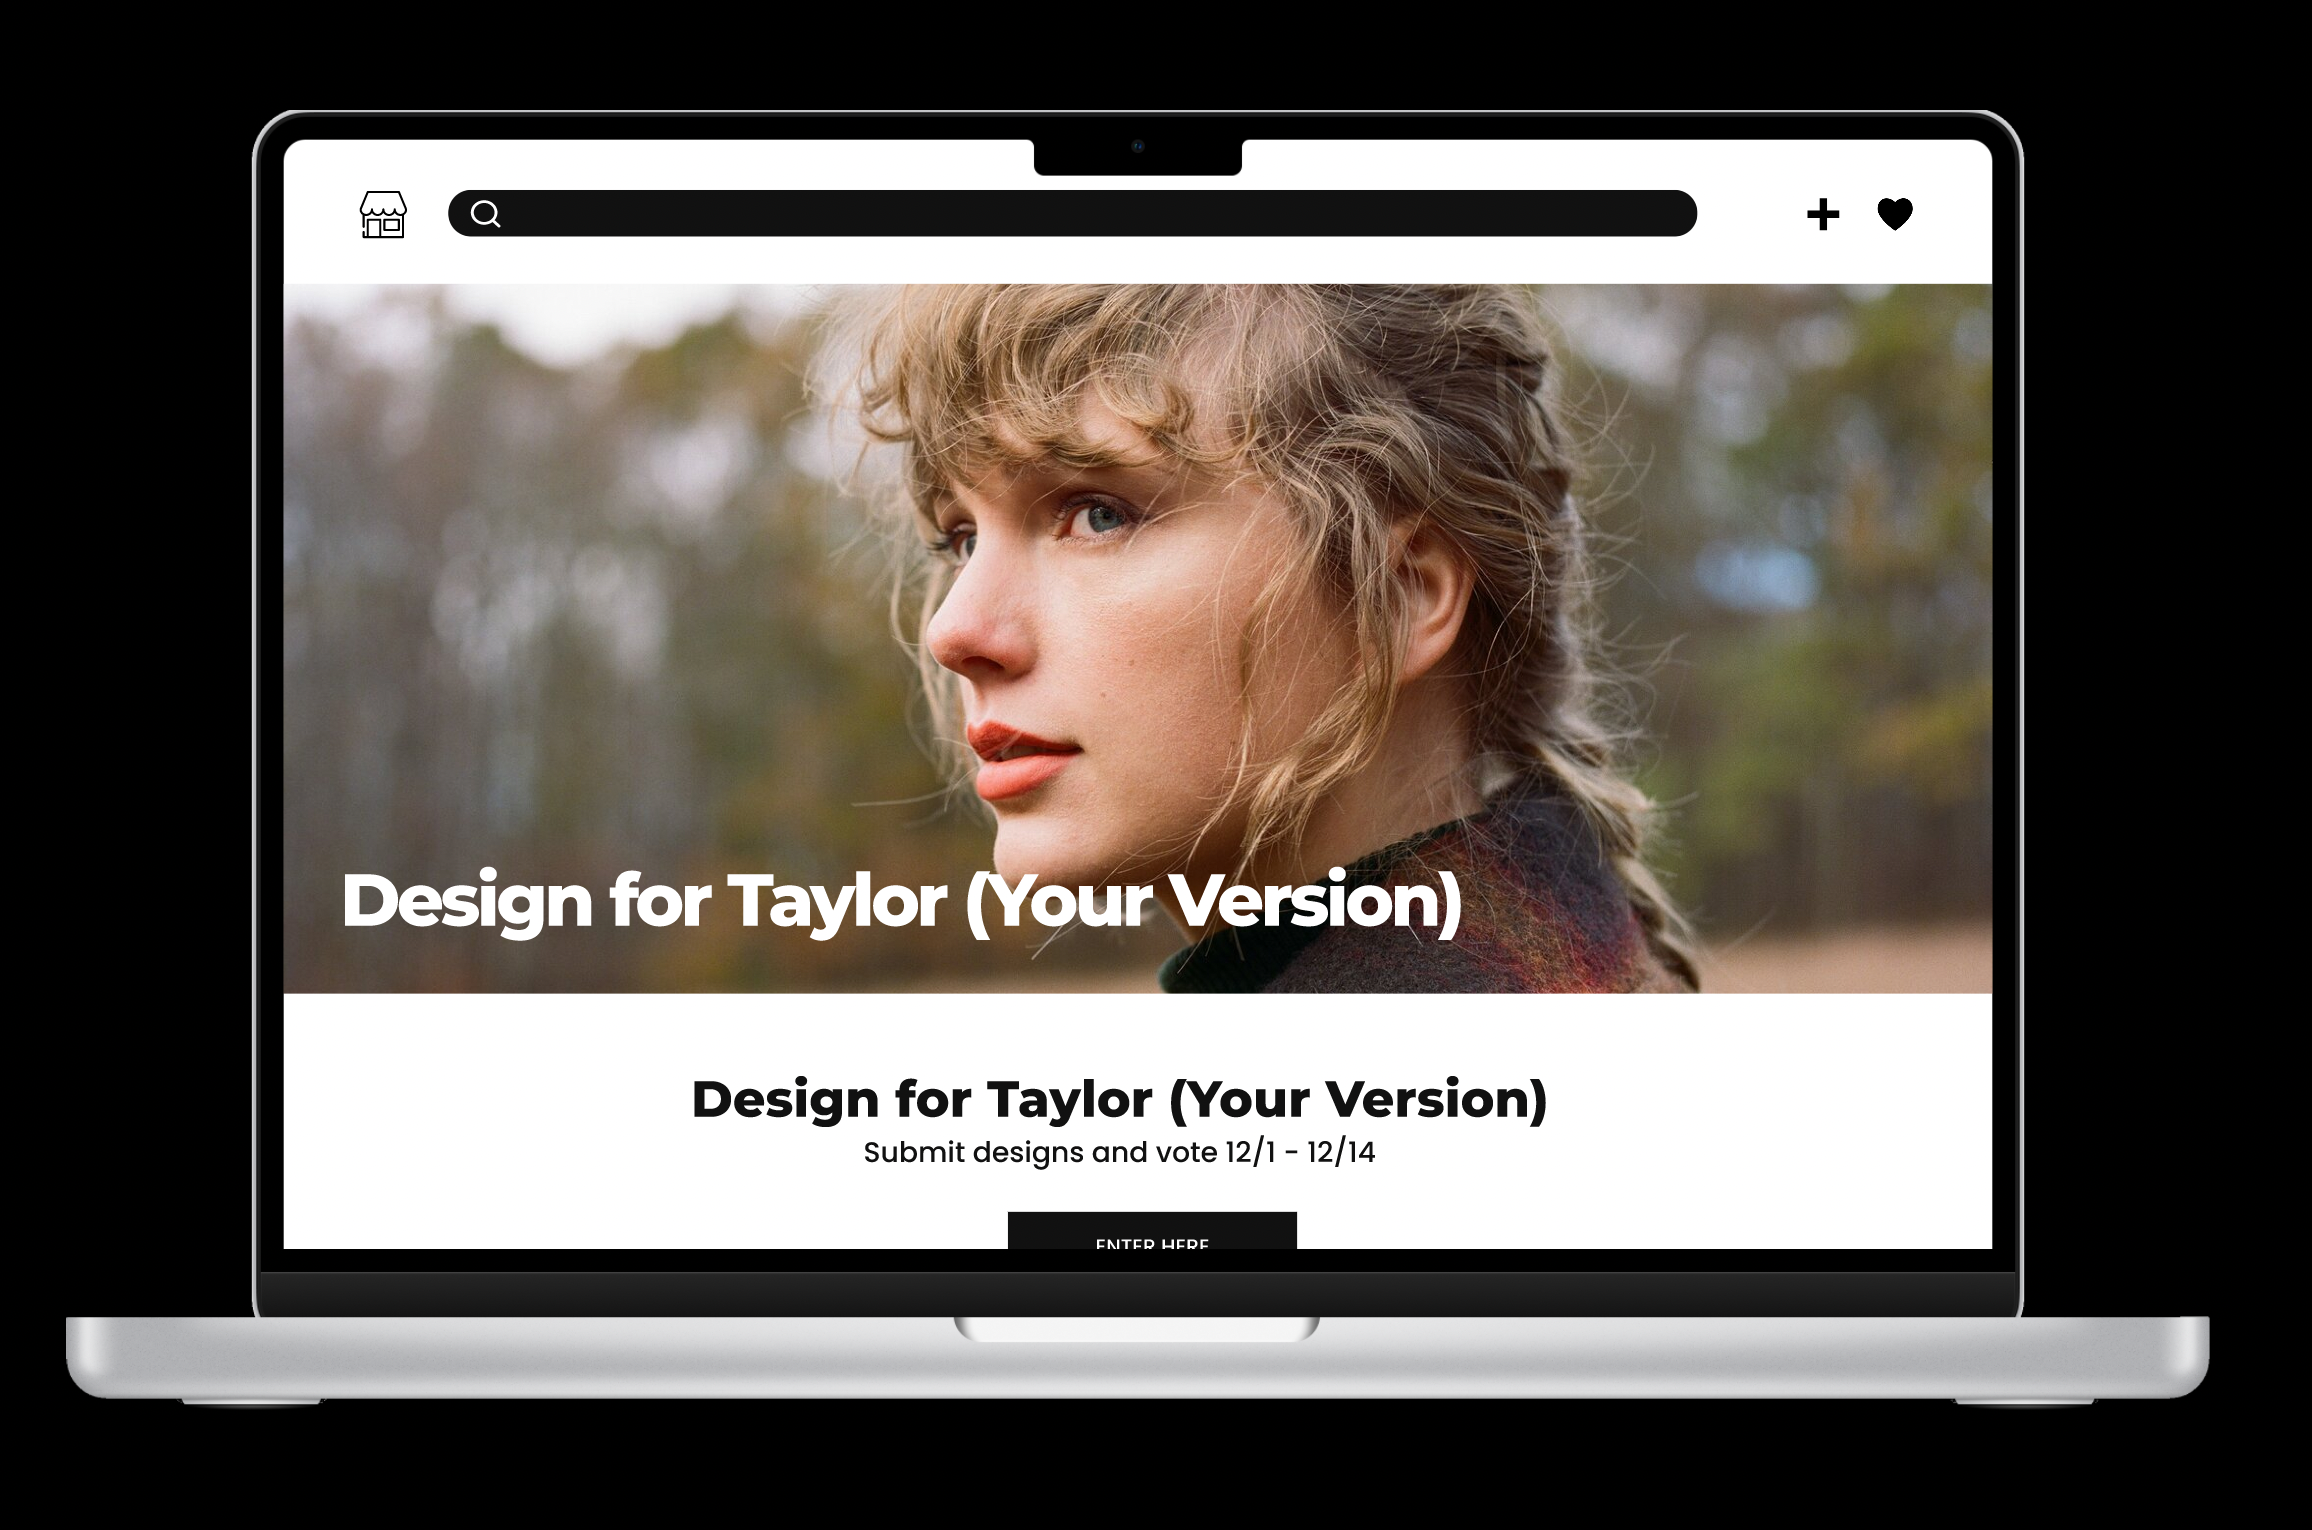 Design for Taylor (Your Version)
Design for Taylor (Your Version)
Submit designs and vote 12/1 - 12/14
ENTER HERE